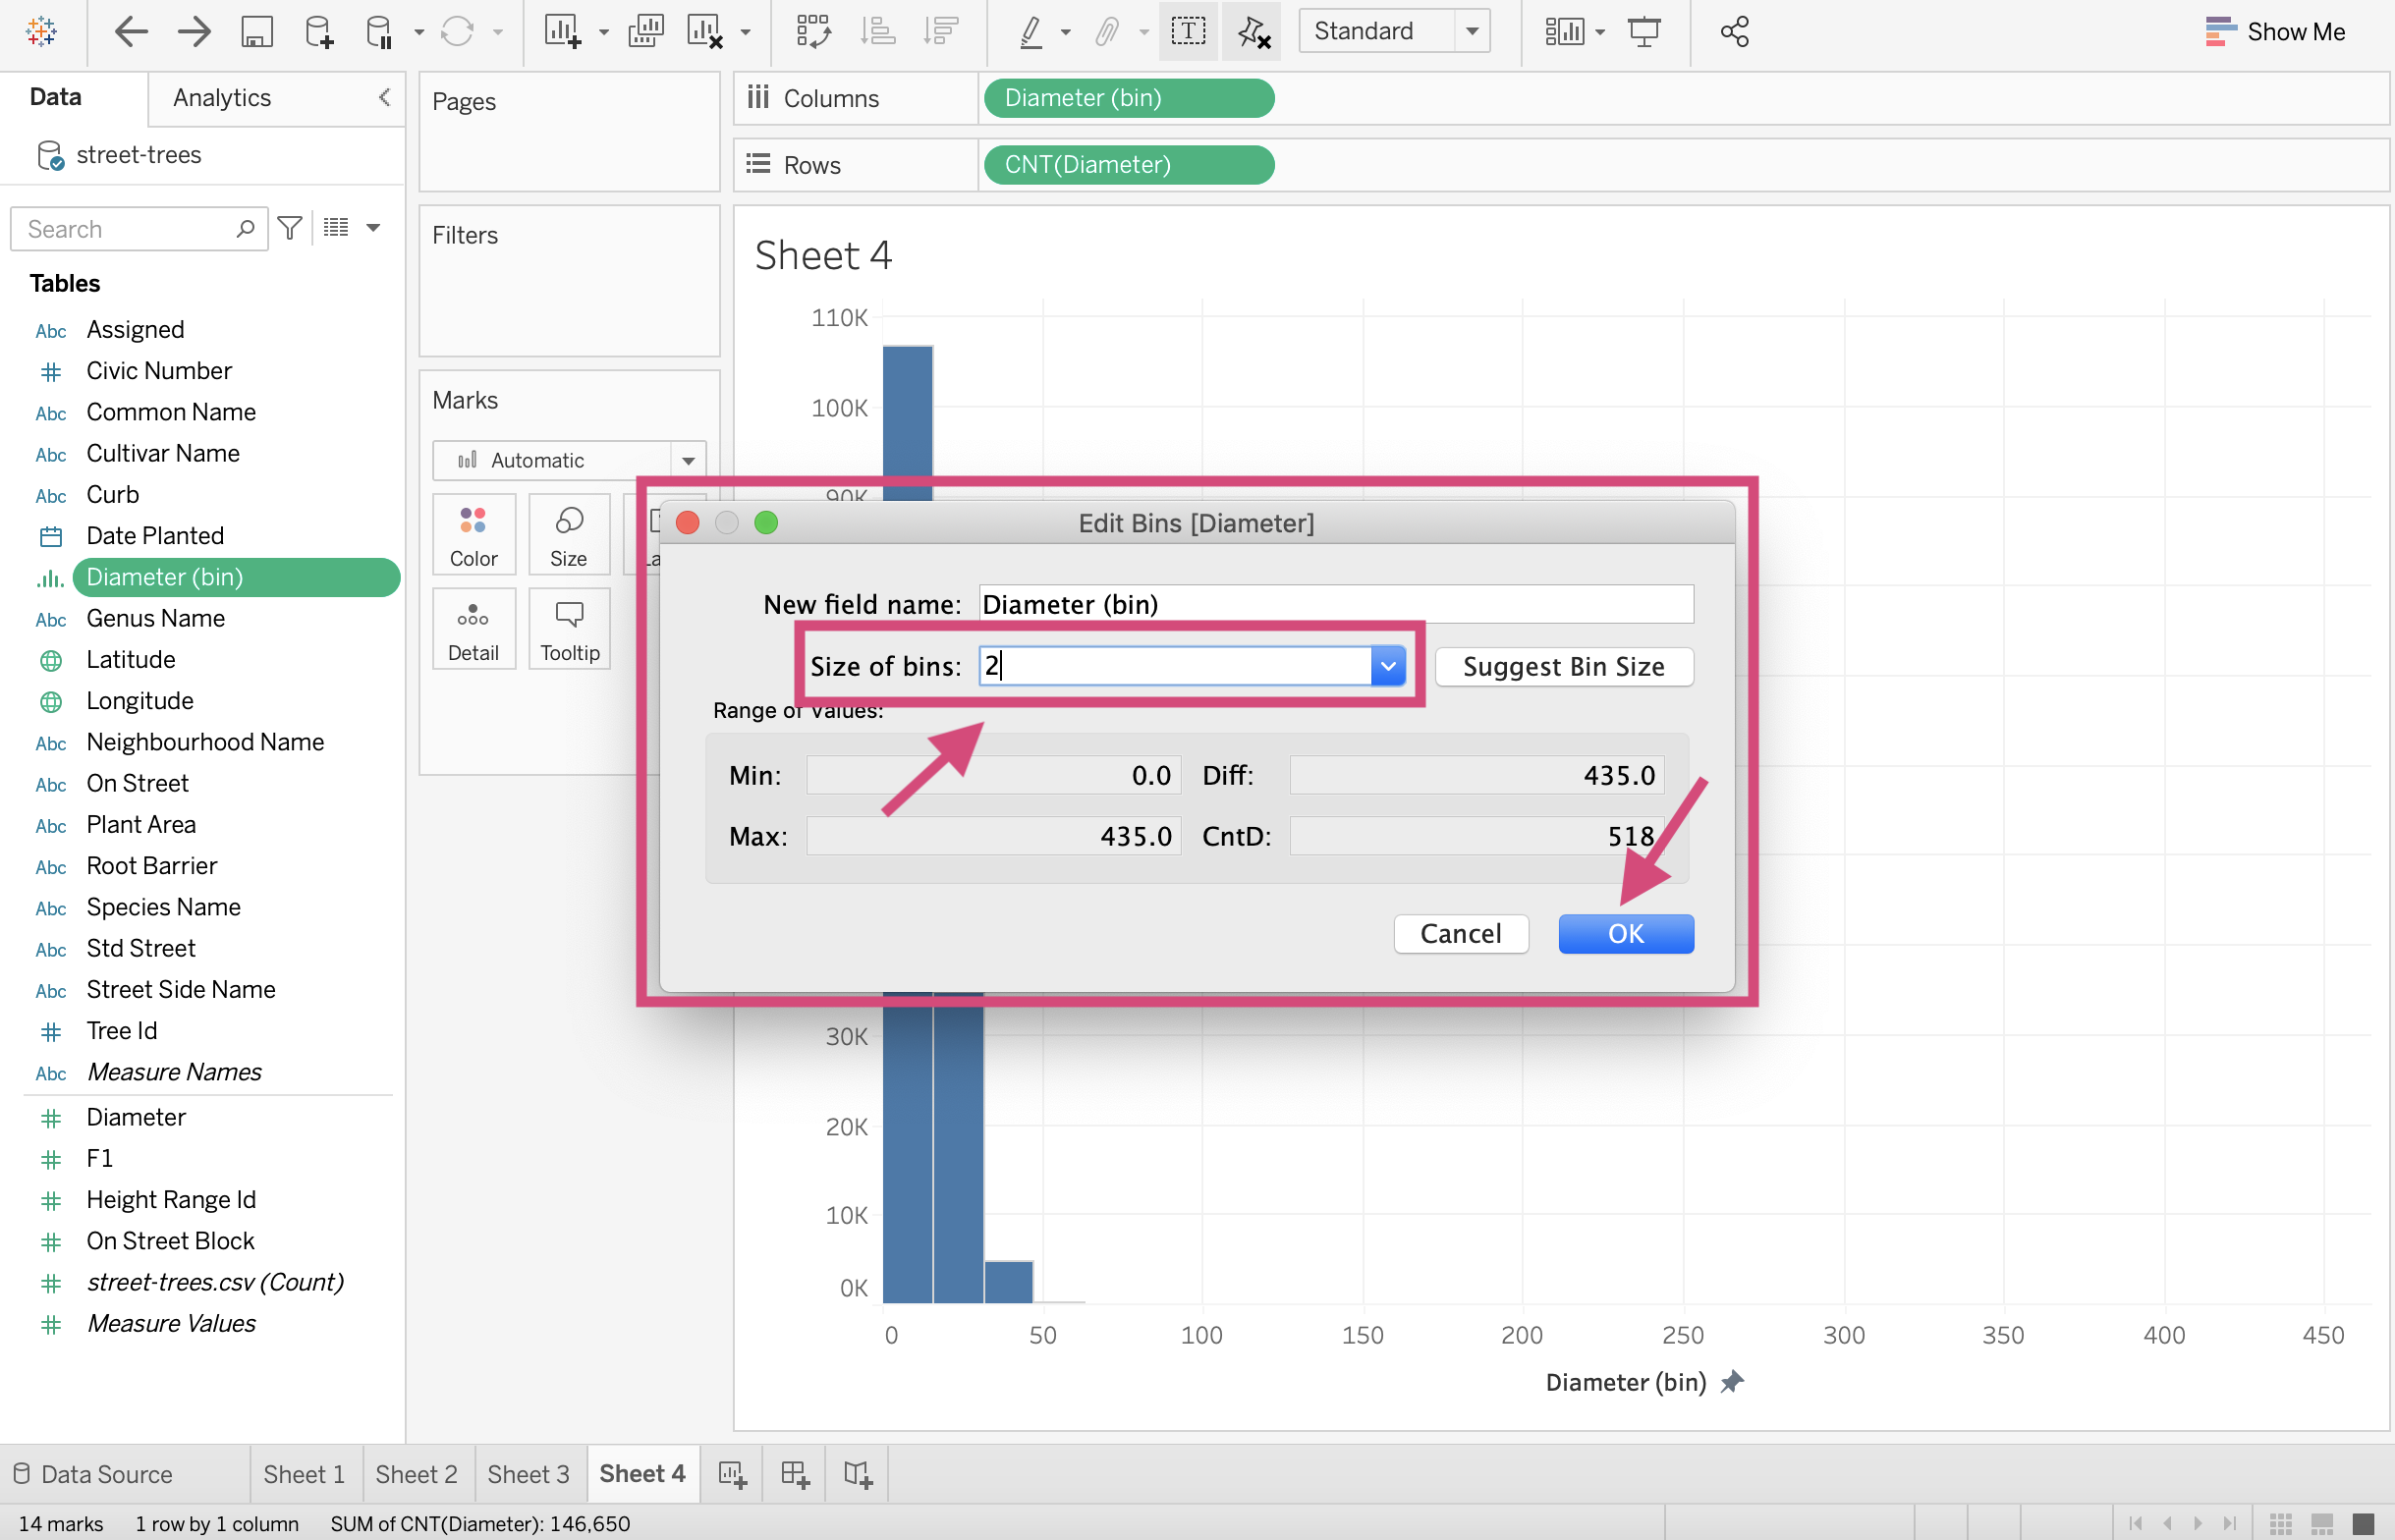 Standard
Show Me
Data
Analytics
street-trees
Search
Tables
Abc Assigned
Civic Number
Abc Common Name
Abc Cultivar Name
Abc Curb
Date Planted
Diameter (bin)
Abc Genus Name
Latitude
Longitude
Abc Neighbourhood Name
Abc On Street
Abc Plant Area
Abc Root Barrier
Abc Species Name
Abc Std Street
Abc Street Side Name
Tree Id
Abc Measure Names
Diameter
F1
Height Range Id
On Street Block
street-trees.csv (Count)
Measure Values
Pages
Filters
Marks
Automatic
Color
Size
Detail
Tooltip
Columns
Diameter (bin)
Rows
CNT(Diameter)
Sheet 4
110K
100K
90K
30K
20K
10K
0K
0 50 100 150 200 250 300 350 400 450
Diameter (bin)
Edit Bins [Diameter]
New field name: Diameter (bin)
Size of bins: 2
Suggest Bin Size
Range of Values:
Min: 0.0 Diff: 435.0
Max: 435.0 CntD: 518
Cancel
OK
Data Source
Sheet 1
Sheet 2
Sheet 3
Sheet 4
14 marks 1 row by 1 column SUM of CNT(Diameter): 146,650